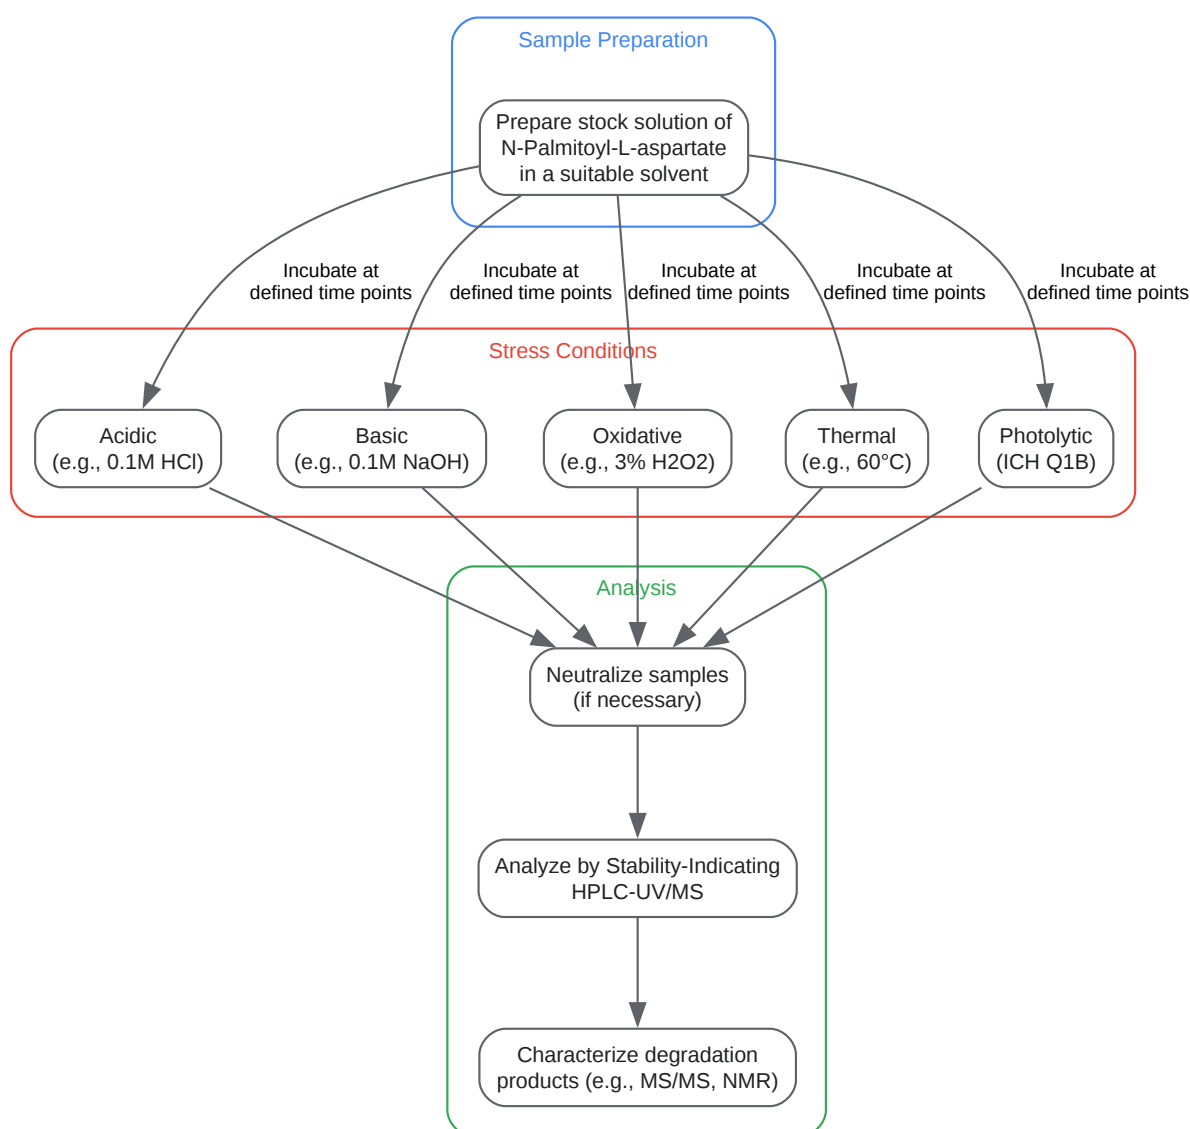 Sample Preparation
Prepare stock solution of
N-Palmitoyl-L-aspartate
in a suitable solvent
Incubate at
defined time points
Incubate at
defined time points
Incubate at
defined time points
Incubate at
defined time points
Incubate at
defined time points
Stress Conditions
Acidic
(e.g., 0.1M HCl)
Basic
(e.g., 0.1M NaOH)
Oxidative
(e.g., 3% H2O2)
Thermal
(e.g., 60°C)
Photolytic
(ICH Q1B)
Analysis
Neutralize samples
(if necessary)
Analyze by Stability-Indicating
HPLC-UV/MS
Characterize degradation
products (e.g., MS/MS, NMR)